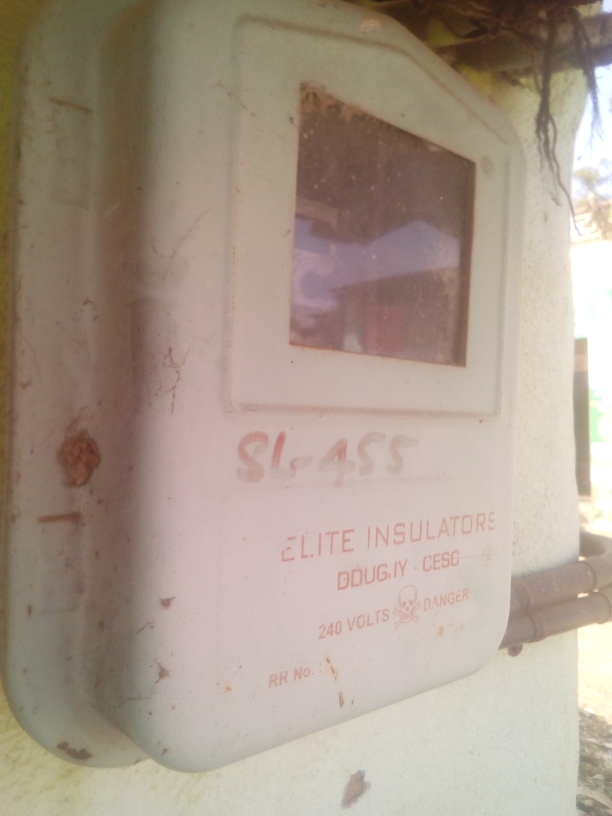 SL-455
ELITE INSULATORS
DDUGJY - CESC
240 VOLTS DANGER
RR No.